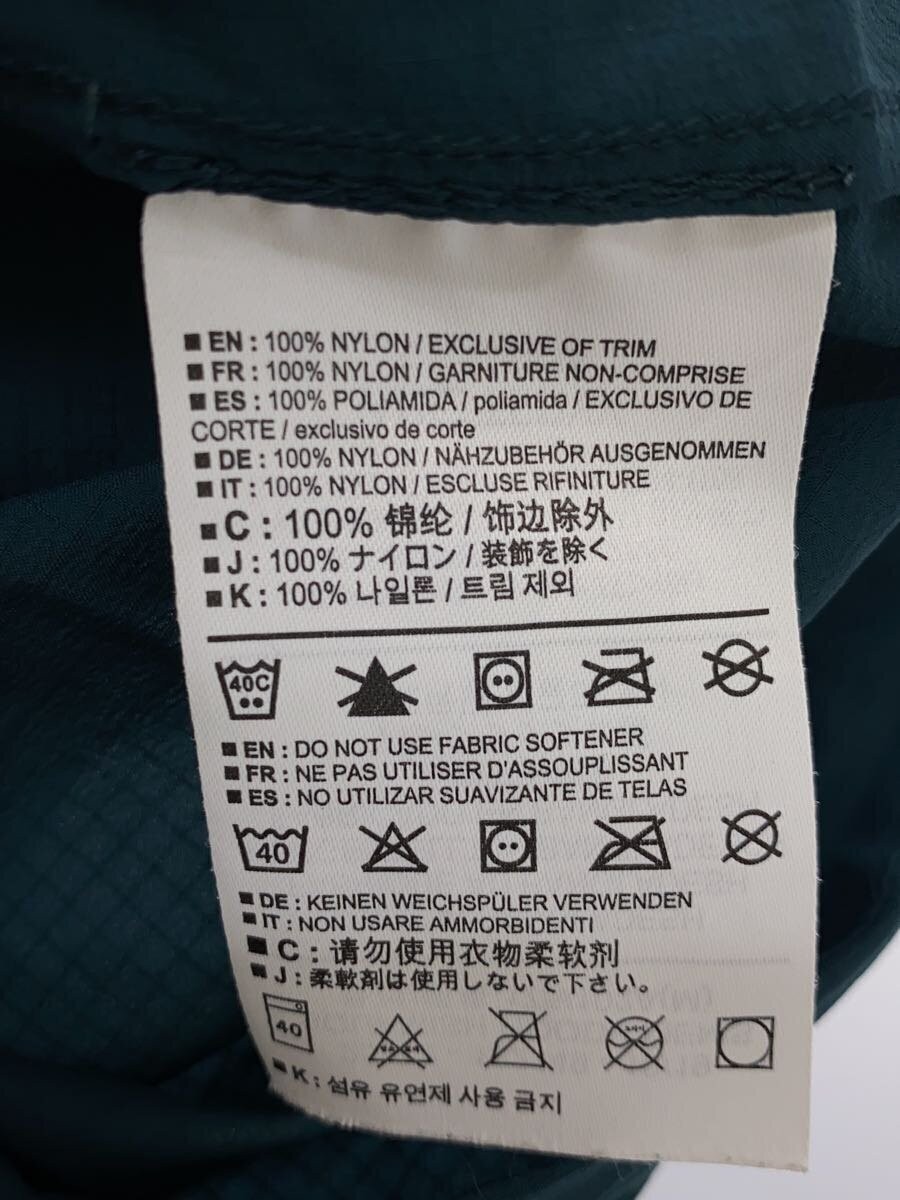 ■ EN : 100% NYLON / EXCLUSIVE OF TRIM
■ FR : 100% NYLON / GARNITURE NON-COMPRISE
■ ES : 100% POLIAMIDA / poliamida / EXCLUSIVO DE
CORTE / exclusivo de corte
■ DE : 100% NYLON / NÄHZUBEHÖR AUSGENOMMEN
■ IT : 100% NYLON / ESCLUSE RIFINITURE
■ C : 100% 锦纶 / 饰边除外
■ J : 100% ナイロン / 装飾を除く
■ K : 100% 나일론 / 트림 제외
40C
■ EN : DO NOT USE FABRIC SOFTENER
■ FR : NE PAS UTILISER D'ASSOUPLISSANT
■ ES : NO UTILIZAR SUAVIZANTE DE TELAS
40
■ DE : KEINEN WEICHSPÜLER VERWENDEN
■ IT : NON USARE AMMORBIDENTI
■ C : 请勿使用衣物柔软剂
■ J : 柔軟剤は使用しないで下さい。
40
■ K : 섬유 유연제 사용 금지